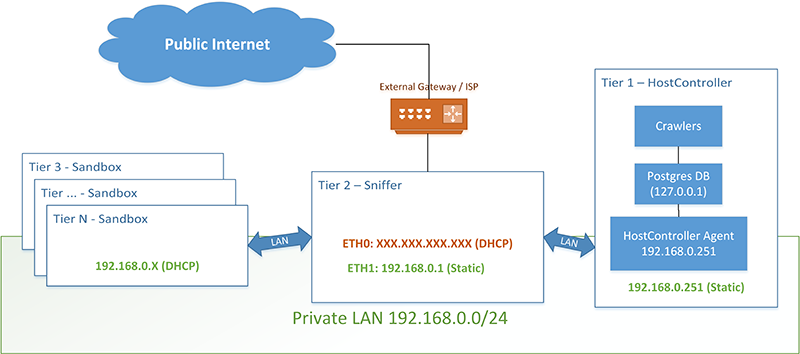 Public Internet
External Gateway / ISP
Tier 1 – HostController
Crawlers
Postgres DB
(127.0.0.1)
HostController Agent
192.168.0.251
192.168.0.251 (Static)
Tier 2 – Sniffer
ETH0: XXX.XXX.XXX.XXX (DHCP)
ETH1: 192.168.0.1 (Static)
LAN
LAN
Tier 3 - Sandbox
Tier ... - Sandbox
Tier N - Sandbox
192.168.0.X (DHCP)
Private LAN 192.168.0.0/24